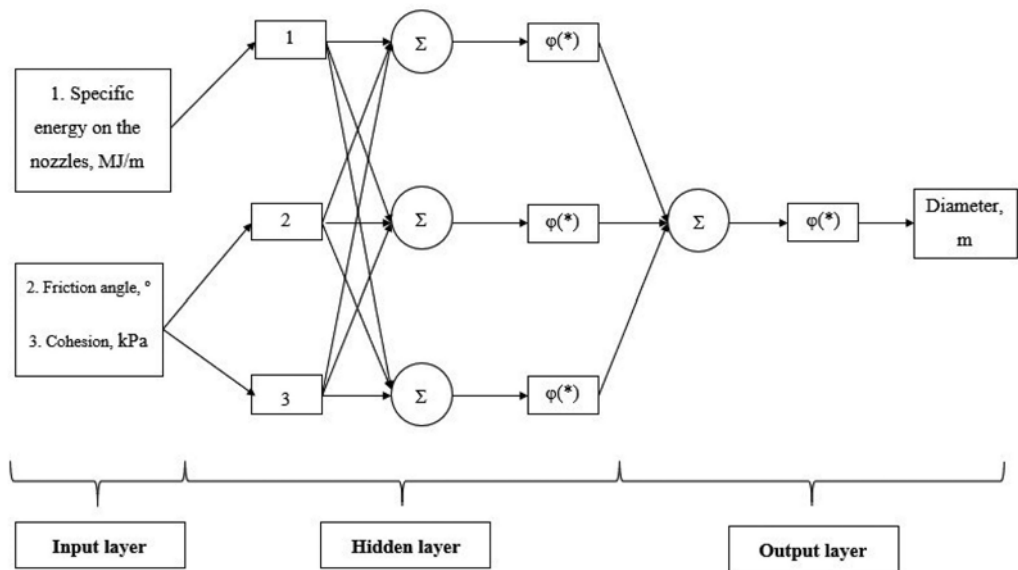 1. Specific
energy on the
nozzles, MJ/m
2. Friction angle, °
3. Cohesion, kPa
1
2
3
Σ
Σ
Σ
φ(*)
φ(*)
φ(*)
Σ
φ(*)
Diameter,
m
Input layer
Hidden layer
Output layer